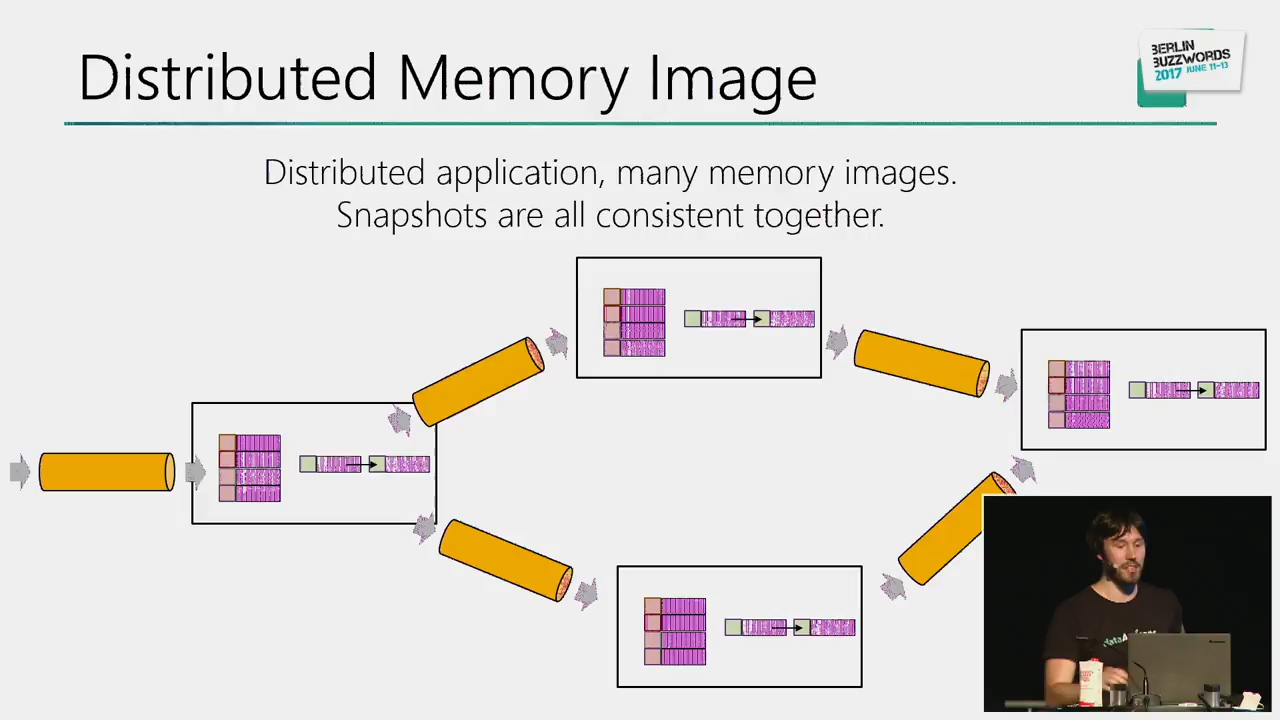 Distributed Memory Image
BERLIN
BUZZWORDS
2017 JUNE 11-13
Distributed application, many memory images.
Snapshots are all consistent together.